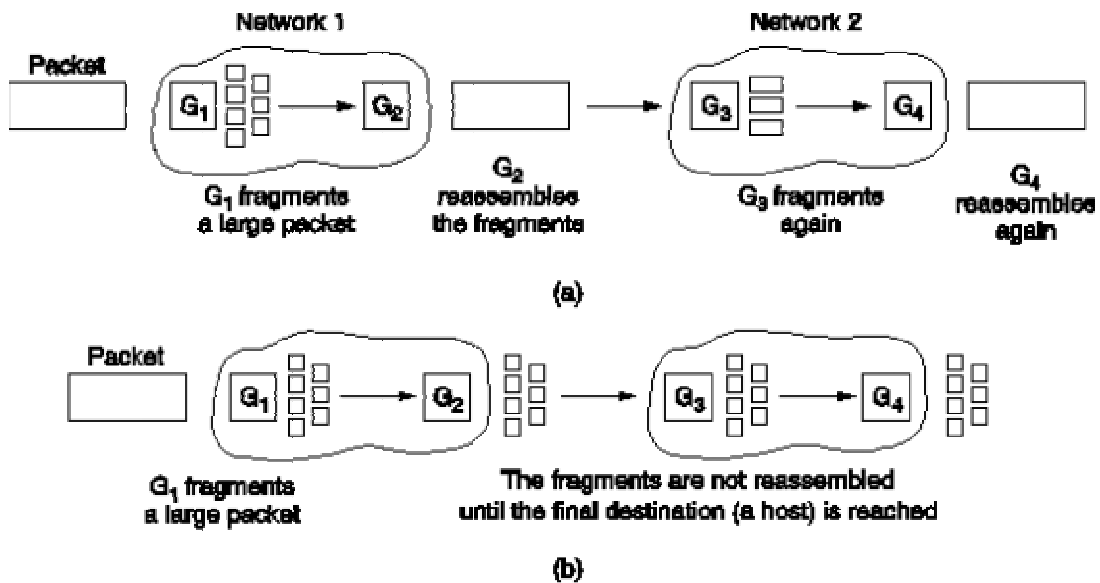 Network 1
Network 2
Packet
G1
G2
G3
G4
G1 fragments
a large packet
G2
reassembles
the fragments
G3 fragments
again
G4
reassembles
again
(a)
Packet
G1
G2
G3
G4
G1 fragments
a large packet
The fragments are not reassembled
until the final destination (a host) is reached
(b)